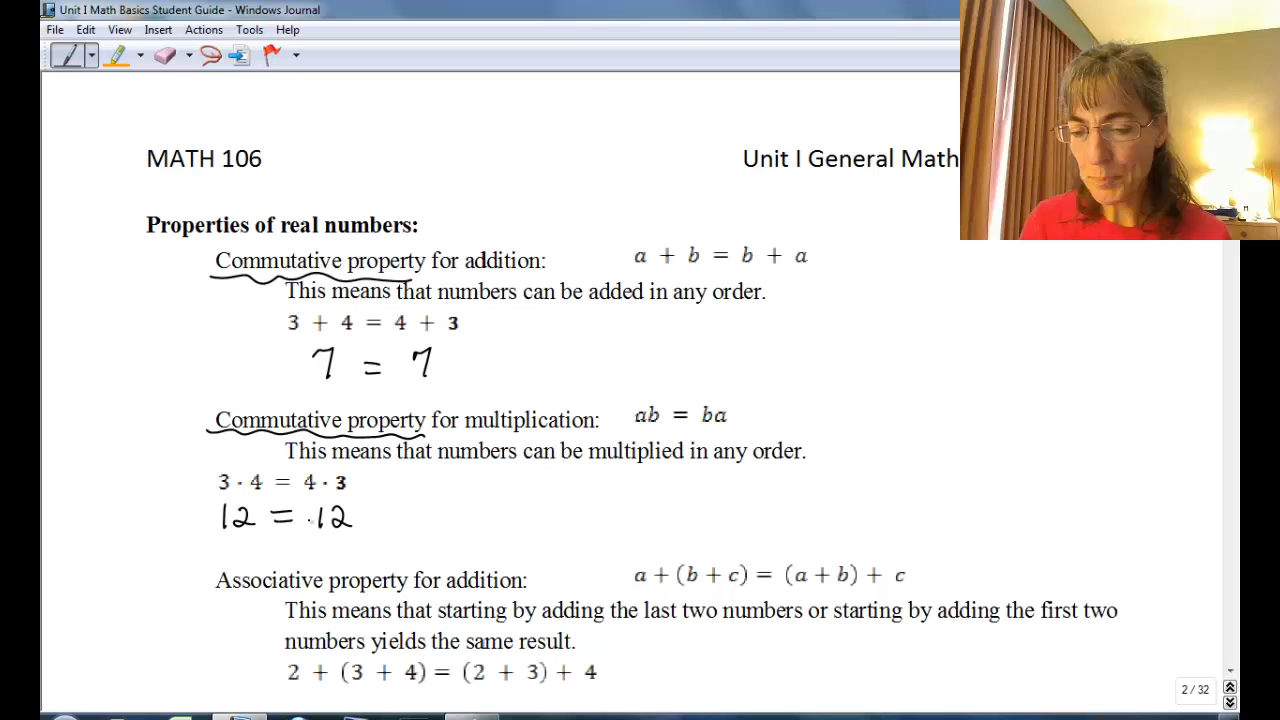 Unit I Math Basics Student Guide - Windows Journal
File Edit View Insert Actions Tools Help
MATH 106 Unit I General Math
Properties of real numbers:
Commutative property for addition: a + b = b + a
This means that numbers can be added in any order.
3 + 4 = 4 + 3
7 = 7
Commutative property for multiplication: ab = ba
This means that numbers can be multiplied in any order.
3 · 4 = 4 · 3
12 = .12
Associative property for addition: a + (b + c) = (a + b) + c
This means that starting by adding the last two numbers or starting by adding the first two
numbers yields the same result.
2 + (3 + 4) = (2 + 3) + 4
2 / 32